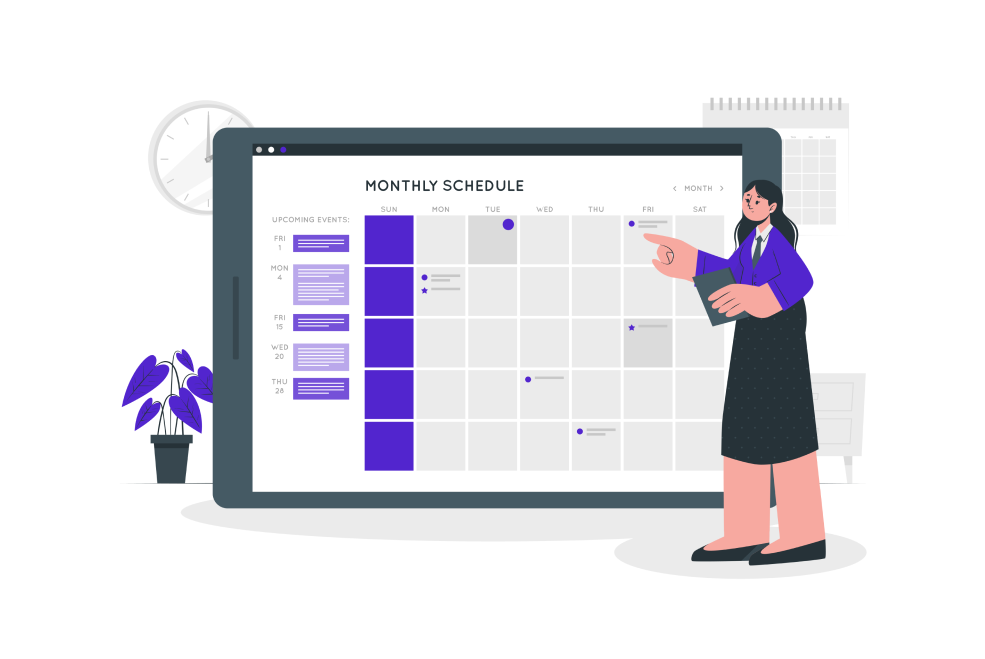 MONTHLY SCHEDULE
< MONTH >
SUN MON TUE WED THU FRI SAT
UPCOMING EVENTS:
FRI
1
MON
4
FRI
15
WED
20
THU
28